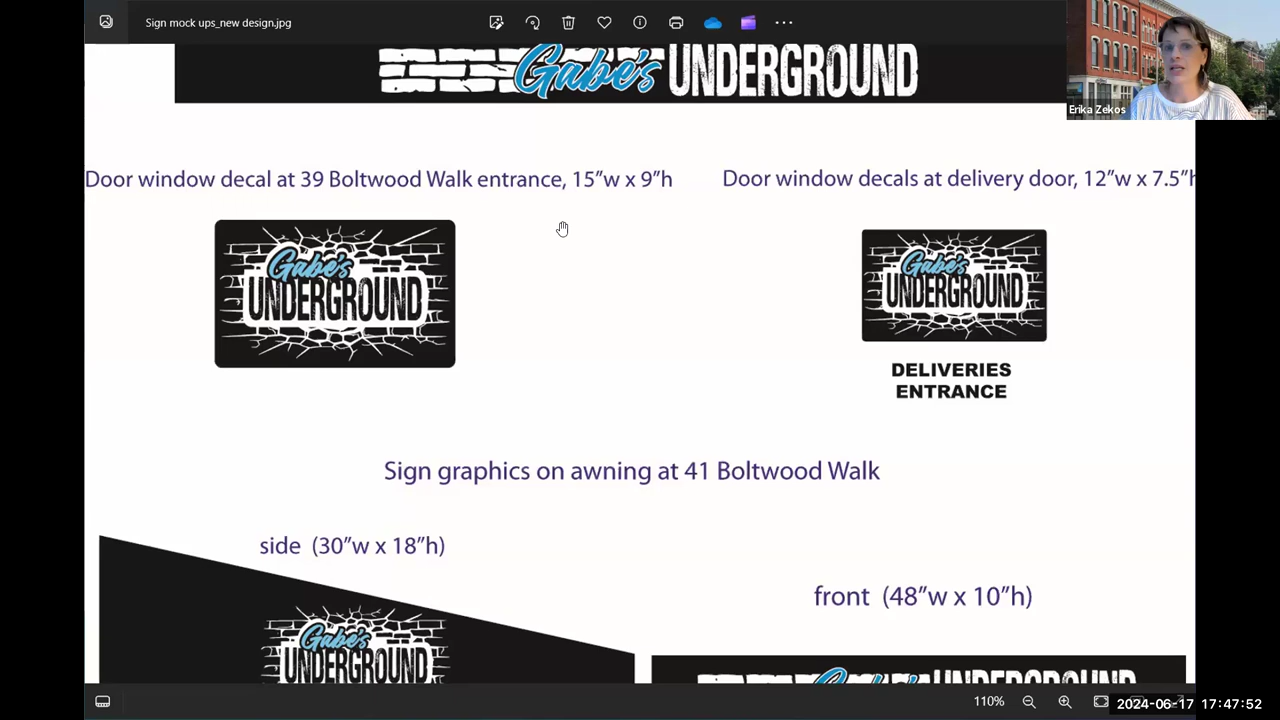 Sign mock ups_new design.jpg
Gabe's UNDERGROUND
Erika Zekos
Door window decal at 39 Boltwood Walk entrance, 15”w x 9”h
Door window decals at delivery door, 12”w x 7.5”h
Gabe's
UNDERGROUND
Gabe's
UNDERGROUND
DELIVERIES
ENTRANCE
Sign graphics on awning at 41 Boltwood Walk
side (30”w x 18”h)
front (48”w x 10”h)
Gabe's
UNDERGROUND
Gabe's UNDERGROUND
110%
2024-06-17 17:47:52